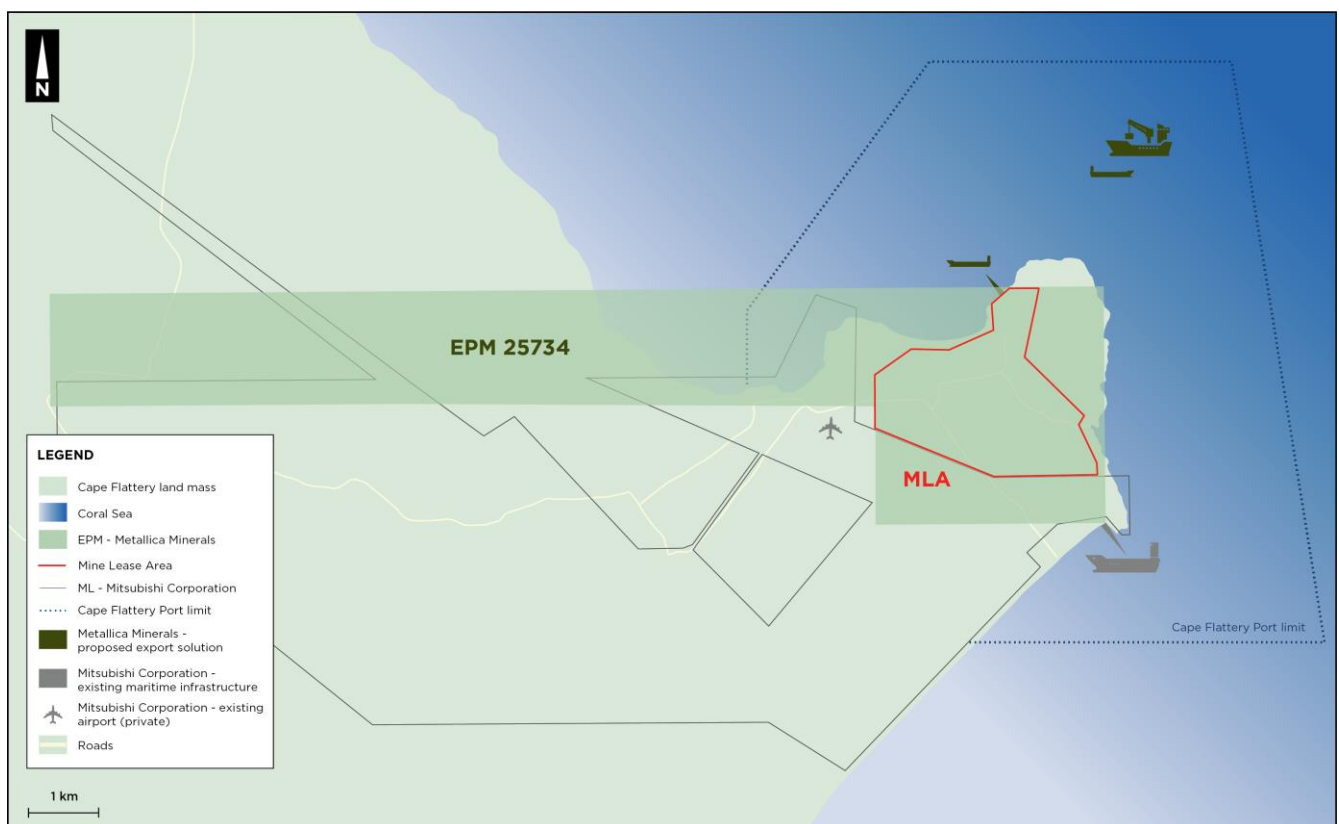 N
EPM 25734
MLA
LEGEND
Cape Flattery land mass
Coral Sea
EPM - Metallica Minerals
Mine Lease Area
ML - Mitsubishi Corporation
Cape Flattery Port limit
Metallica Minerals -
proposed export solution
Mitsubishi Corporation -
existing maritime infrastructure
Mitsubishi Corporation - existing
airport (private)
Roads
Cape Flattery Port limit
1 km